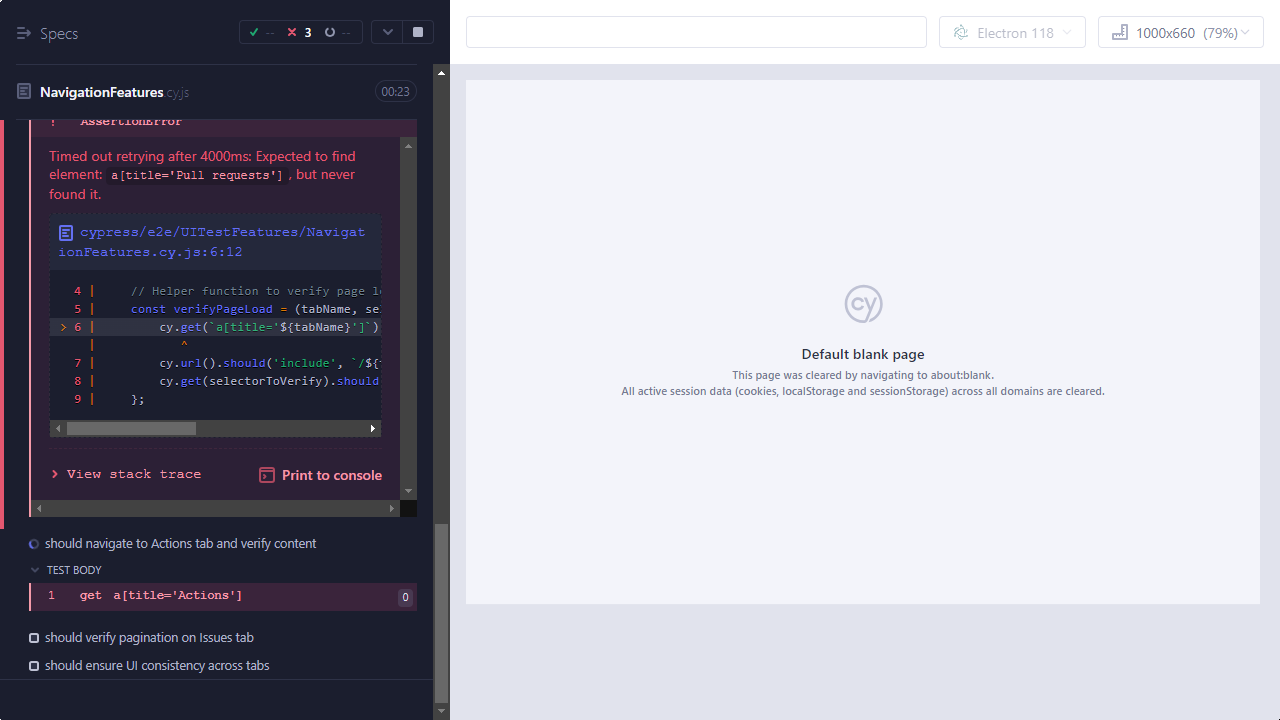 Specs
-- 3 --
NavigationFeatures.cy.js 00:23
! AssertionError
Timed out retrying after 4000ms: Expected to find
element: a[title='Pull requests'] , but never
found it.
cypress/e2e/UITestFeatures/Navigat
ionFeatures.cy.js:6:12
4 | // Helper function to verify page l
5 | const verifyPageLoad = (tabName, se
> 6 | cy.get(`a[title='${tabName}']`)
| ^
7 | cy.url().should('include', `/${
8 | cy.get(selectorToVerify).should
9 | };
> View stack trace Print to console
should navigate to Actions tab and verify content
TEST BODY
1 get a[title='Actions'] 0
should verify pagination on Issues tab
should ensure UI consistency across tabs
Electron 118
1000x660 (79%)
cy
Default blank page
This page was cleared by navigating to about:blank.
All active session data (cookies, localStorage and sessionStorage) across all domains are cleared.